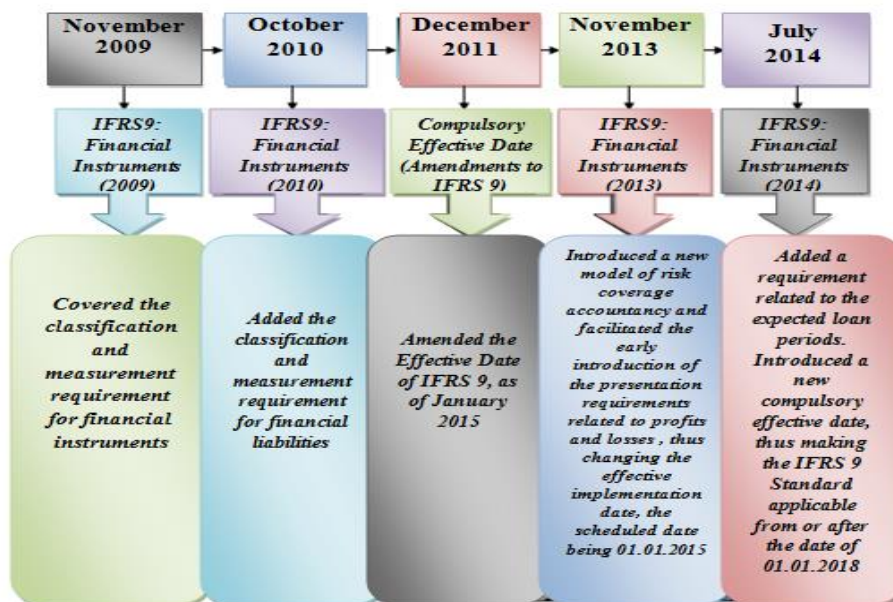 November
2009
October
2010
December
2011
November
2013
July
2014
IFRS9:
Financial
Instruments
(2009)
IFRS9:
Financial
Instruments
(2010)
Compulsory
Effective Date
(Amendments to
IFRS 9)
IFRS9:
Financial
Instruments
(2013)
IFRS9:
Financial
Instruments
(2014)
Covered the
classification
and
measurement
requirement
for financial
instruments
Added the
classification
and
measurement
requirement
for financial
liabilities
Amended the
Effective Date
of IFRS 9, as
of January
2015
Introduced a new
model of risk
coverage
accountancy and
facilitated the
early
introduction of
the presentation
requirements
related to profits
and losses , thus
changing the
effective
implementation
date, the
scheduled date
being 01.01.2015
Added a
requirement
related to the
expected loan
periods.
Introduced a
new
compulsory
effective date,
thus making
the IFRS 9
Standard
applicable
from or after
the date of
01.01.2018